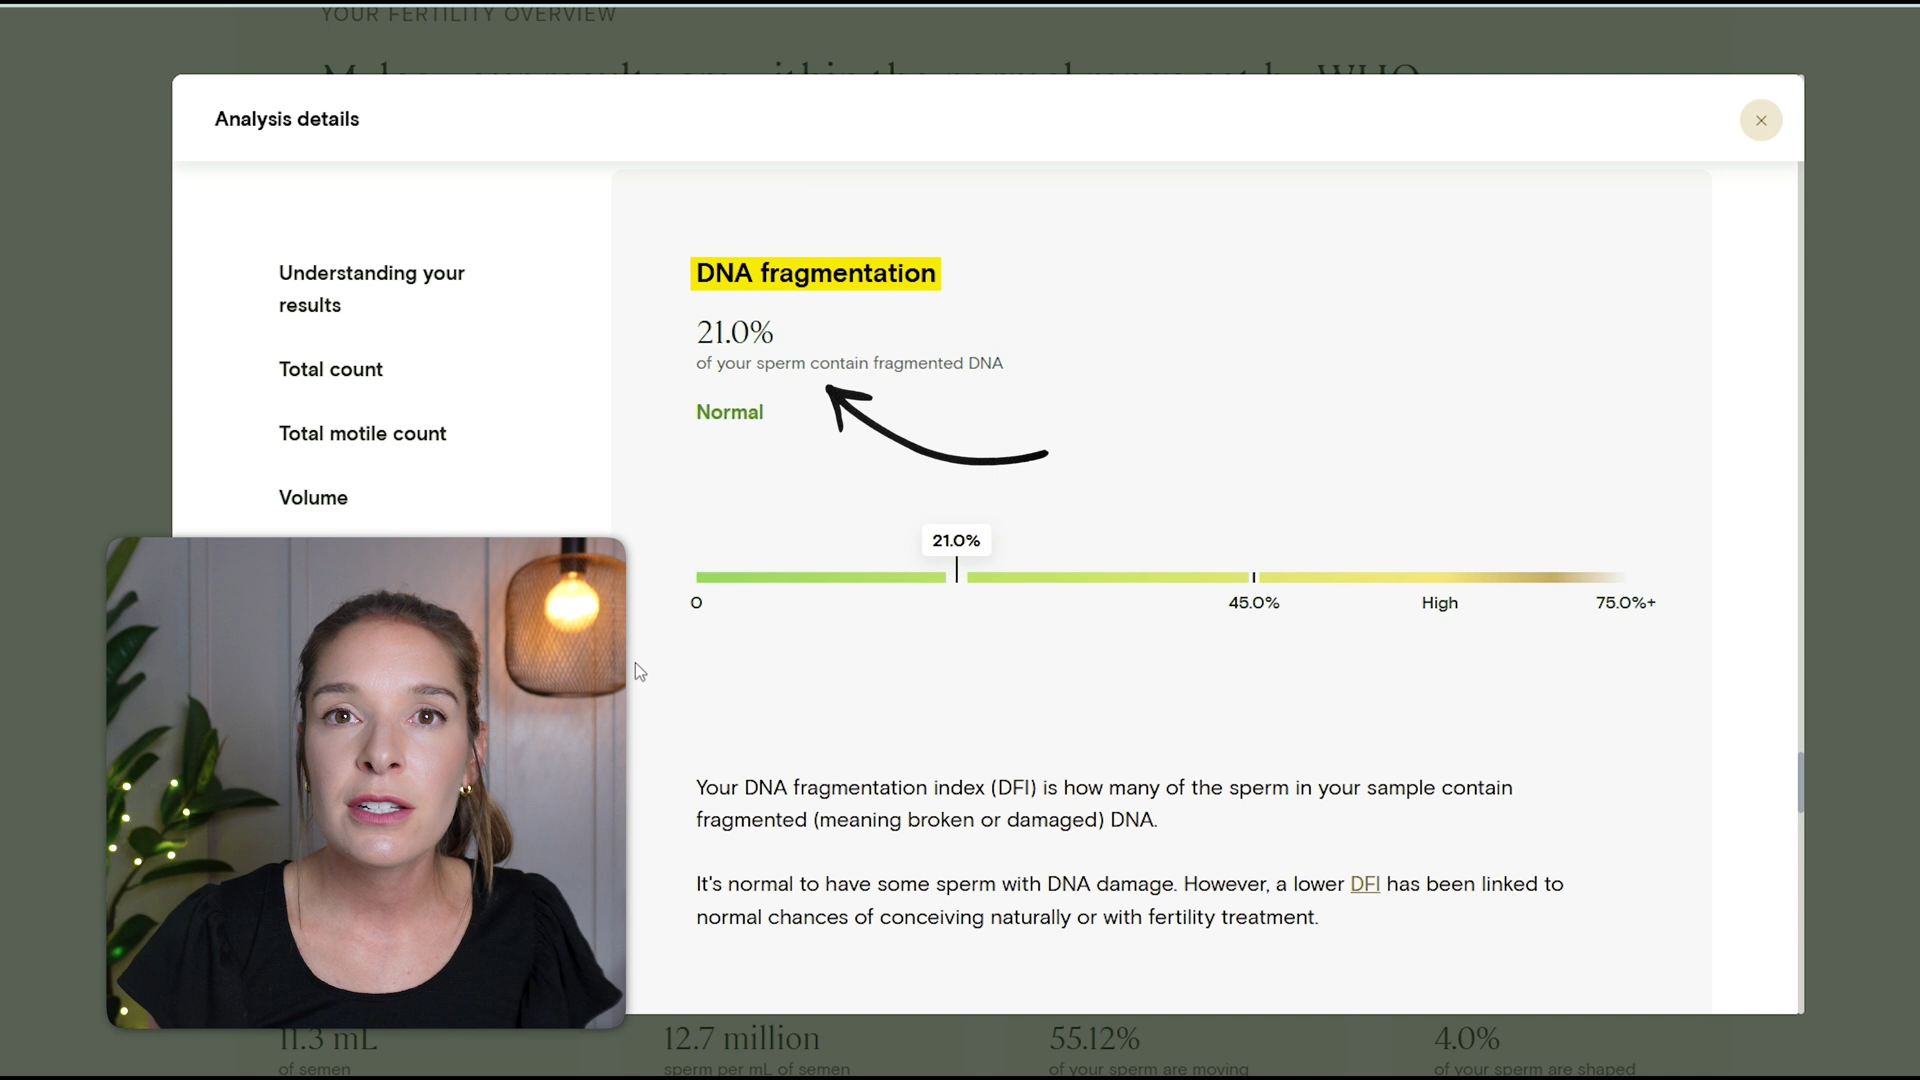 YOUR FERTILITY OVERVIEW
Analysis details
Understanding your
results
Total count
Total motile count
Volume
DNA fragmentation
21.0%
of your sperm contain fragmented DNA
Normal
21.0%
0
45.0%
High
75.0%+
Your DNA fragmentation index (DFI) is how many of the sperm in your sample contain
fragmented (meaning broken or damaged) DNA.
It's normal to have some sperm with DNA damage. However, a lower DFI has been linked to
normal chances of conceiving naturally or with fertility treatment.
11.3 mL
of semen
12.7 million
sperm per mL of semen
55.12%
of your sperm are moving
4.0%
of your sperm are shaped